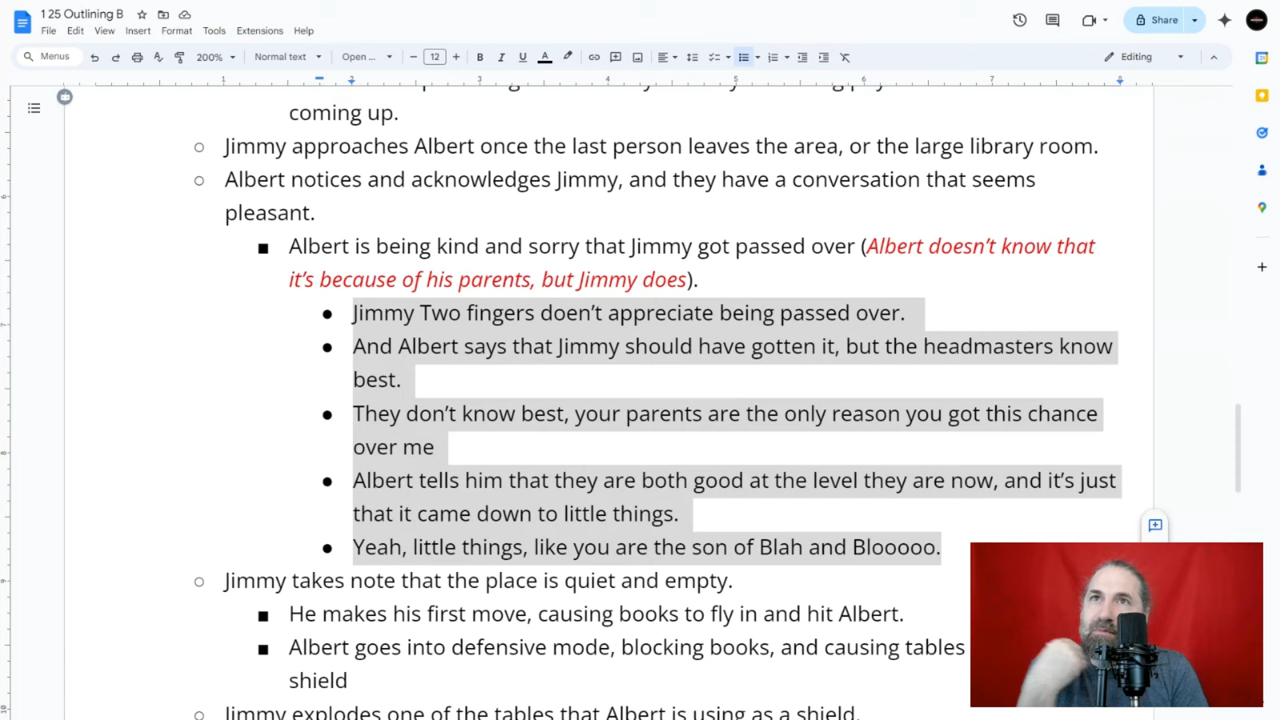 1 25 Outlining B
File Edit View Insert Format Tools Extensions Help
Share
Menus 200% Normal text Open ... 12 B I U A Editing
1 2 3 4 5 6 7
coming up.
Jimmy approaches Albert once the last person leaves the area, or the large library room.
Albert notices and acknowledges Jimmy, and they have a conversation that seems
pleasant.
Albert is being kind and sorry that Jimmy got passed over (Albert doesn't know that
it's because of his parents, but Jimmy does).
Jimmy Two fingers doen't appreciate being passed over.
And Albert says that Jimmy should have gotten it, but the headmasters know
best.
They don't know best, your parents are the only reason you got this chance
over me
Albert tells him that they are both good at the level they are now, and it's just
that it came down to little things.
Yeah, little things, like you are the son of Blah and Blooooo.
Jimmy takes note that the place is quiet and empty.
He makes his first move, causing books to fly in and hit Albert.
Albert goes into defensive mode, blocking books, and causing tables
shield
Jimmy explodes one of the tables that Albert is using as a shield.